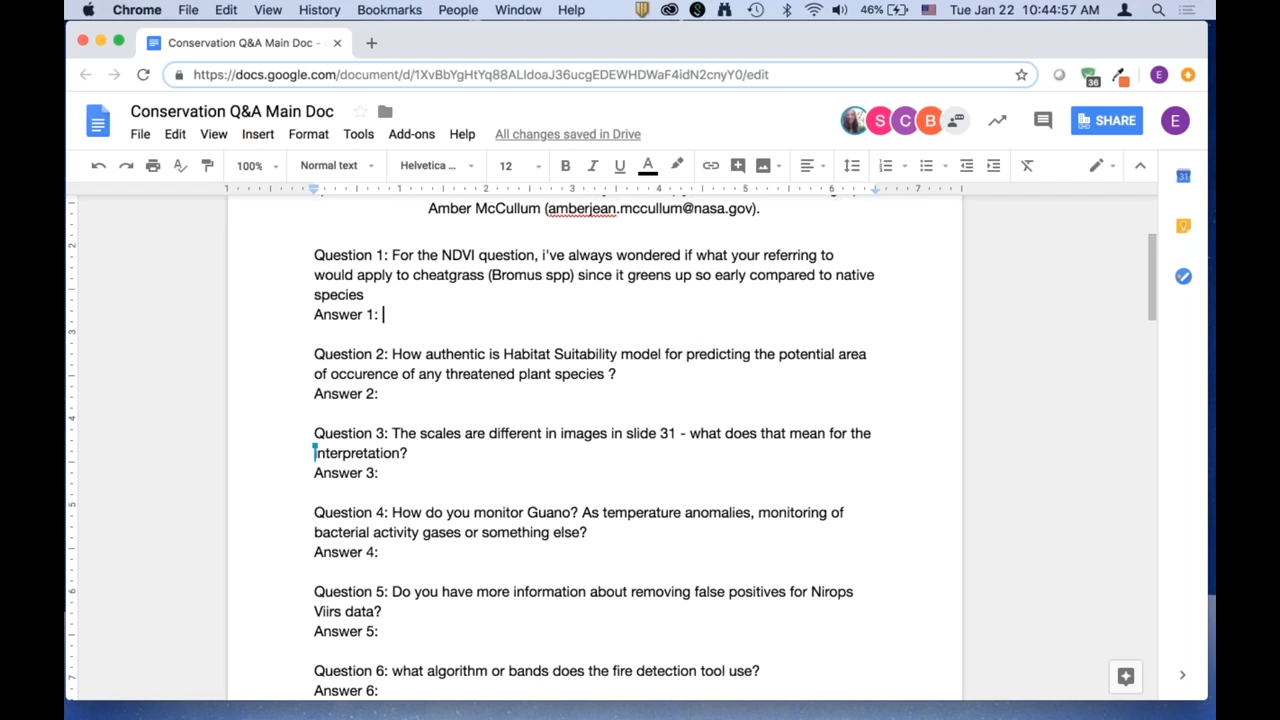 Chrome File Edit View History Bookmarks People Window Help 46% Tue Jan 22 10:44:57 AM
Conservation Q&A Main Doc -
https://docs.google.com/document/d/1XvBbYgHtYq88ALIdoaJ36ucgEDEWHDWaF4idN2cnyY0/edit
36 E
Conservation Q&A Main Doc
S C B SHARE E
File Edit View Insert Format Tools Add-ons Help All changes saved in Drive
100% Normal text Helvetica ... 12 B I U A
1 1 2 3 4 5 6 7
Amber McCullum (amberjean.mccullum@nasa.gov).
Question 1: For the NDVI question, i've always wondered if what your referring to
would apply to cheatgrass (Bromus spp) since it greens up so early compared to native
species
Answer 1:
Question 2: How authentic is Habitat Suitability model for predicting the potential area
of occurence of any threatened plant species ?
Answer 2:
Question 3: The scales are different in images in slide 31 - what does that mean for the
interpretation?
Answer 3:
Question 4: How do you monitor Guano? As temperature anomalies, monitoring of
bacterial activity gases or something else?
Answer 4:
Question 5: Do you have more information about removing false positives for Nirops
Viirs data?
Answer 5:
Question 6: what algorithm or bands does the fire detection tool use?
Answer 6: